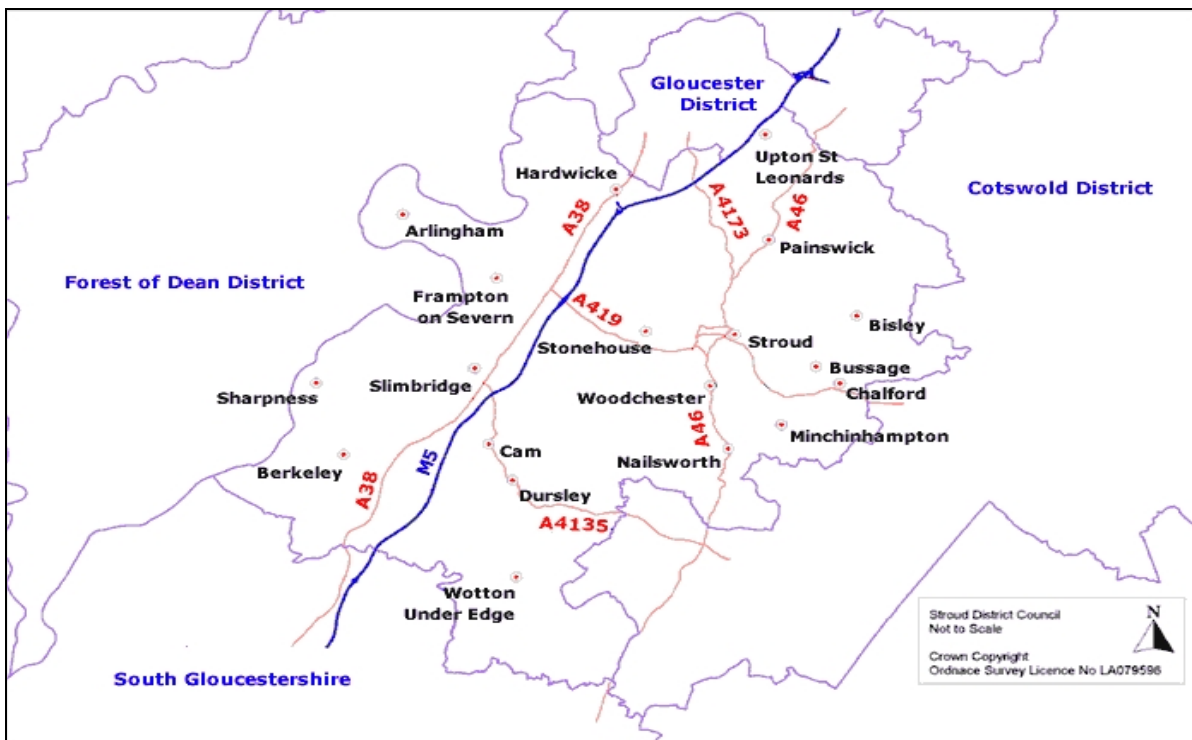 Gloucester
District
Upton St
Leonards
Hardwicke
Cotswold District
A4173
A46
A38
Arlingham
Painswick
Forest of Dean District
Frampton
on Severn
A419
Bisley
Stonehouse
Stroud
Slimbridge
Bussage
Sharpness
Woodchester
Chalford
A46
Minchinhampton
Cam
Nailsworth
M5
Berkeley
A38
Dursley
A4135
Wotton
Under Edge
South Gloucestershire
Stroud District Council
Not to Scale
N
Crown Copyright
Ordnace Survey Licence No LA079596